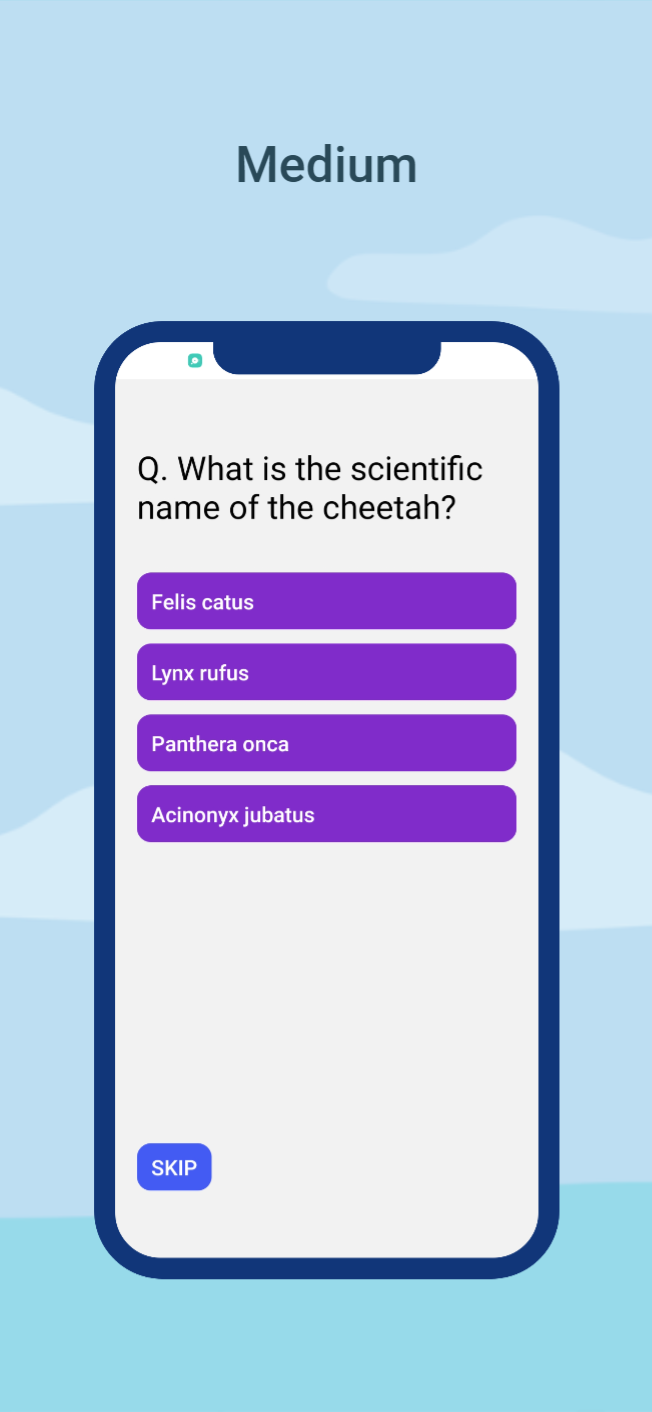 Medium
Q. What is the scientific
name of the cheetah?
Felis catus
Lynx rufus
Panthera onca
Acinonyx jubatus
SKIP